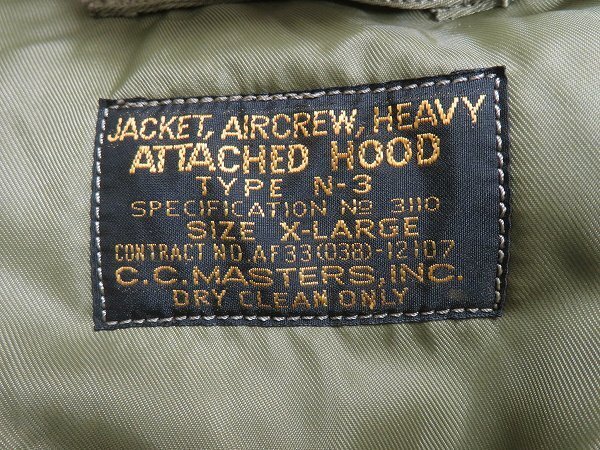 JACKET, AIRCREW, HEAVY
ATTACHED HOOD
TYPE N-3
SPECIFICATION No 3110
SIZE X-LARGE
CONTRACT NO. AF33(038)-12107
C.C.MASTERS, INC.
DRY CLEAM ONLY